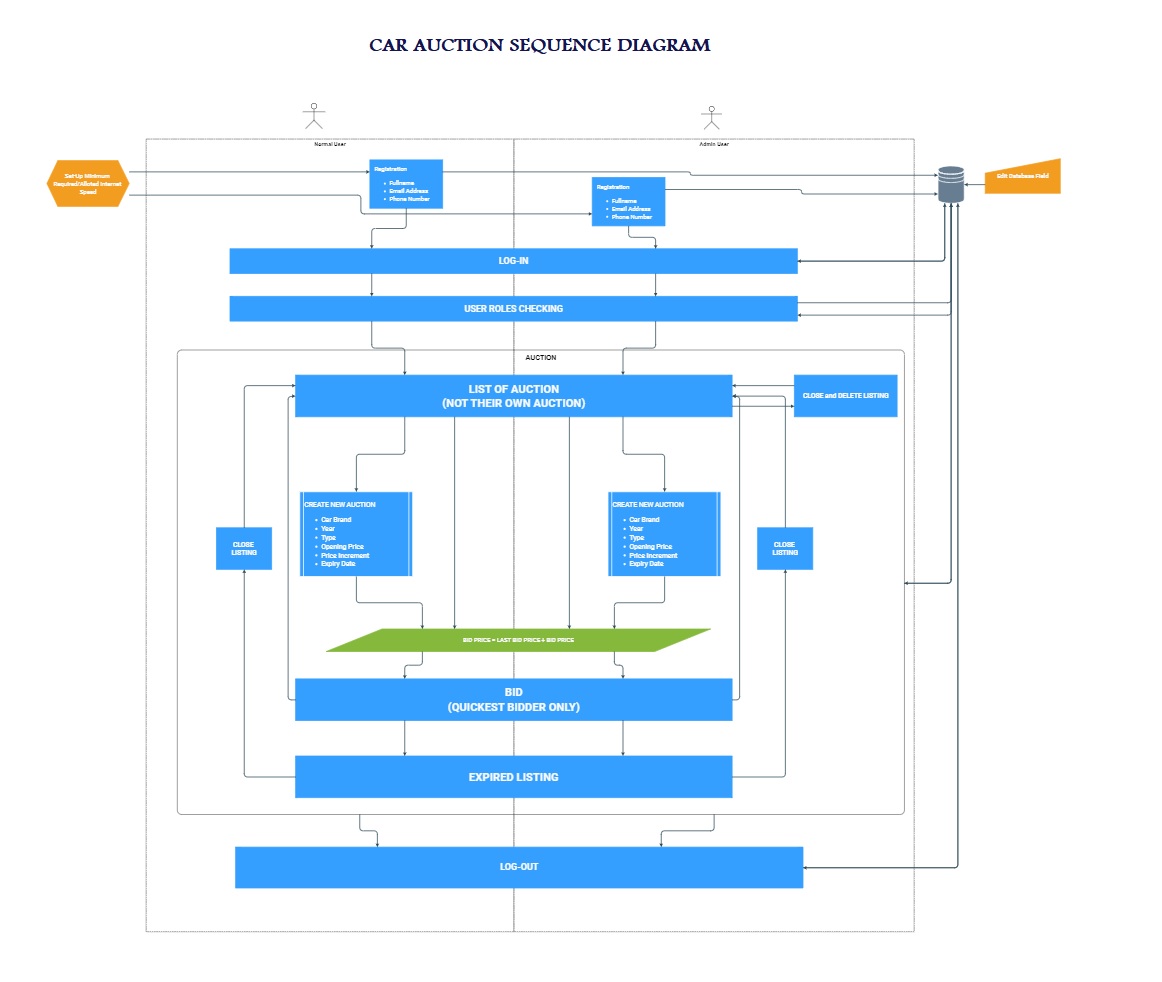 CAR AUCTION SEQUENCE DIAGRAM
Normal User
Admin User
Set-Up Minimum
Required/Alloted Internet
Speed
Registration
• Fullname
• Email Address
• Phone Number
Registration
• Fullname
• Email Address
• Phone Number
Edit Database Field
LOG-IN
USER ROLES CHECKING
AUCTION
LIST OF AUCTION
(NOT THEIR OWN AUCTION)
CLOSE and DELETE LISTING
CREATE NEW AUCTION
• Car Brand
• Year
• Type
• Opening Price
• Price Increment
• Expiry Date
CREATE NEW AUCTION
• Car Brand
• Year
• Type
• Opening Price
• Price Increment
• Expiry Date
CLOSE
LISTING
CLOSE
LISTING
BID PRICE = LAST BID PRICE + BID PRICE
BID
(QUICKEST BIDDER ONLY)
EXPIRED LISTING
LOG-OUT